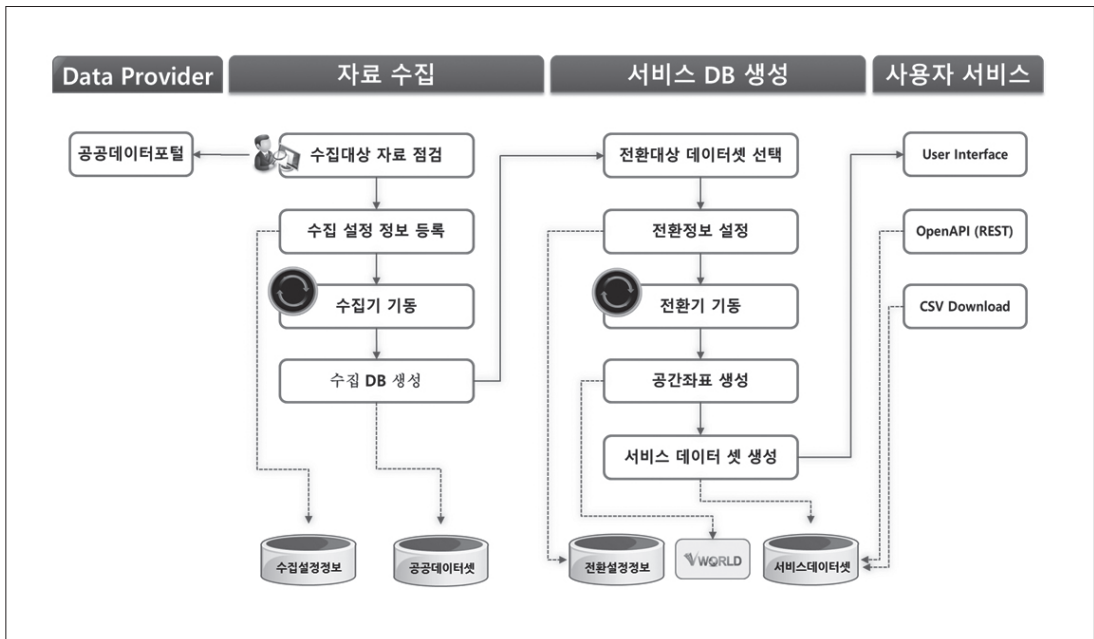 Data Provider
자료 수집
서비스 DB 생성
사용자 서비스
공공데이터포털
수집대상 자료 점검
전환대상 데이터셋 선택
User Interface
수집 설정 정보 등록
전환정보 설정
OpenAPI (REST)
수집기 기동
전환기 기동
CSV Download
수집 DB 생성
공간좌표 생성
서비스 데이터 셋 생성
수집설정정보
공공데이터셋
전환설정정보
VWORLD
서비스데이터셋